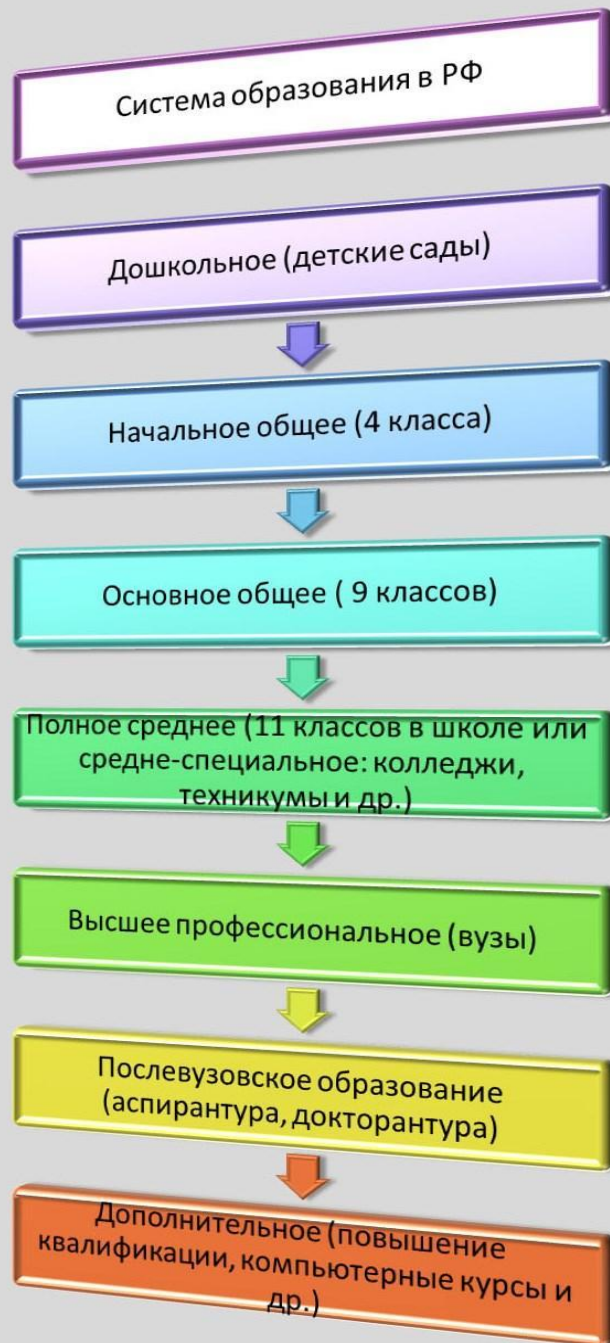 Система образования в РФ
Дошкольное (детские сады)
Начальное общее (4 класса)
Основное общее ( 9 классов)
Полное среднее (11 классов в школе или
средне-специальное: колледжи,
техникумы и др.)
Высшее профессиональное (вузы)
Послевузовское образование
(аспирантура, докторантура)
Дополнительное (повышение
квалификации, компьютерные курсы и
др.)